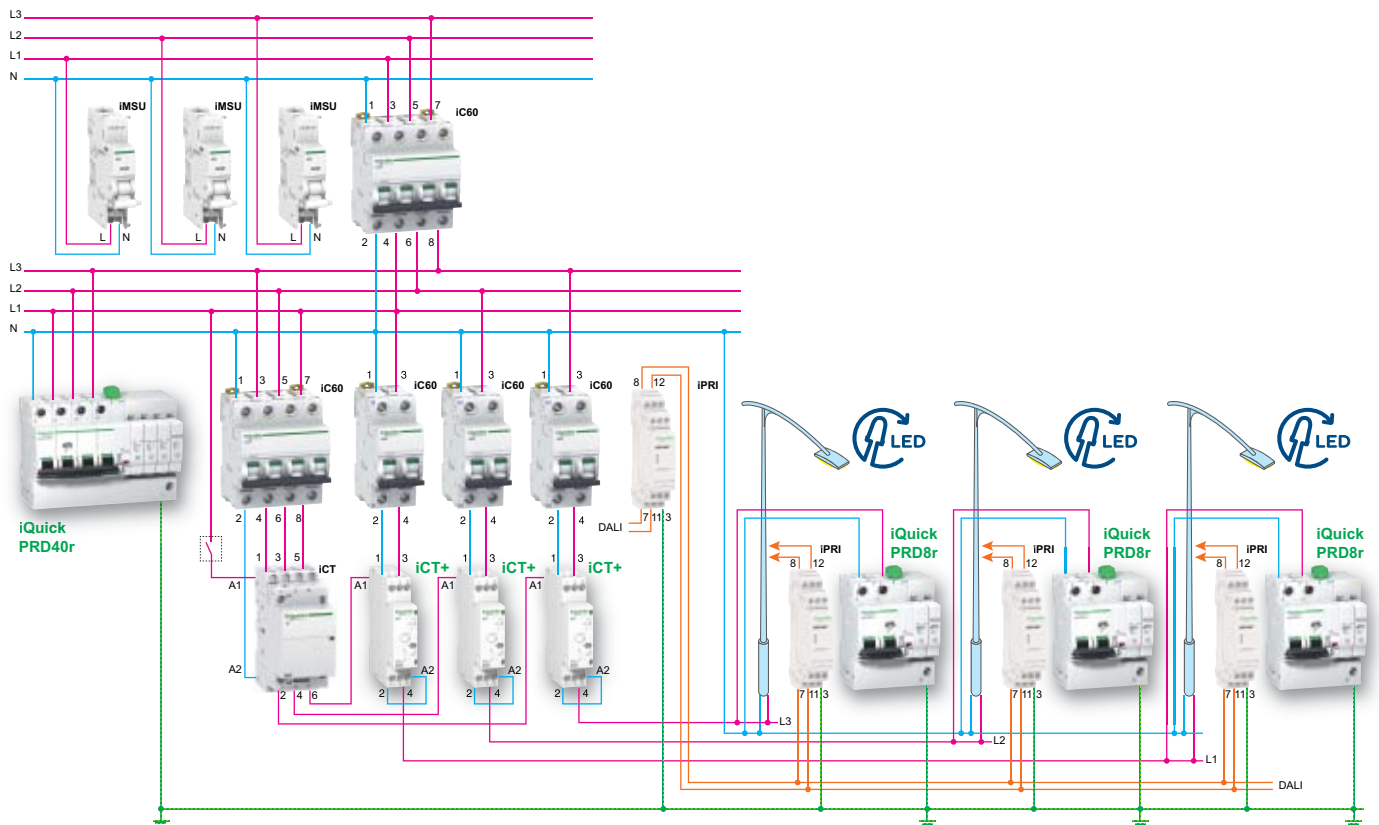 L3
L2
L1
N
iMSU
iMSU
iMSU
1 3 5 7
iC60
L N
L N
L N
2 4 6 8
L3
L2
L1
N
1 3 5 7
iC60
1 3
iC60
1 3
iC60
1 3
iC60
8 12
iPRI
LED
LED
LED
2 4 6 8
2 4
2 4
2 4
7 11 3
DALI
iQuick
PRD40r
1 3 5
iCT
A1
A2
2 4 6
1 3
iCT+
A1
A2
2 4
1 3
iCT+
A1
A2
2 4
1 3
iCT+
A1
A2
2 4
iPRI
8 12
7 11 3
iQuick
PRD8r
iPRI
8 12
7 11 3
iQuick
PRD8r
iPRI
8 12
7 11 3
iQuick
PRD8r
L3
L2
L1
DALI